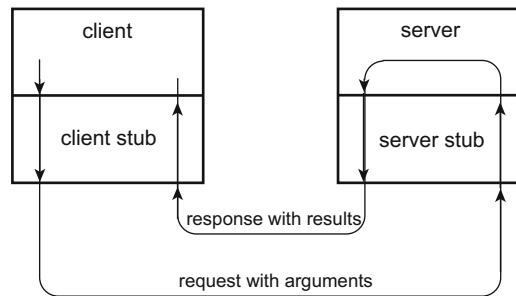 client
server
client stub
server stub
response with results
request with arguments